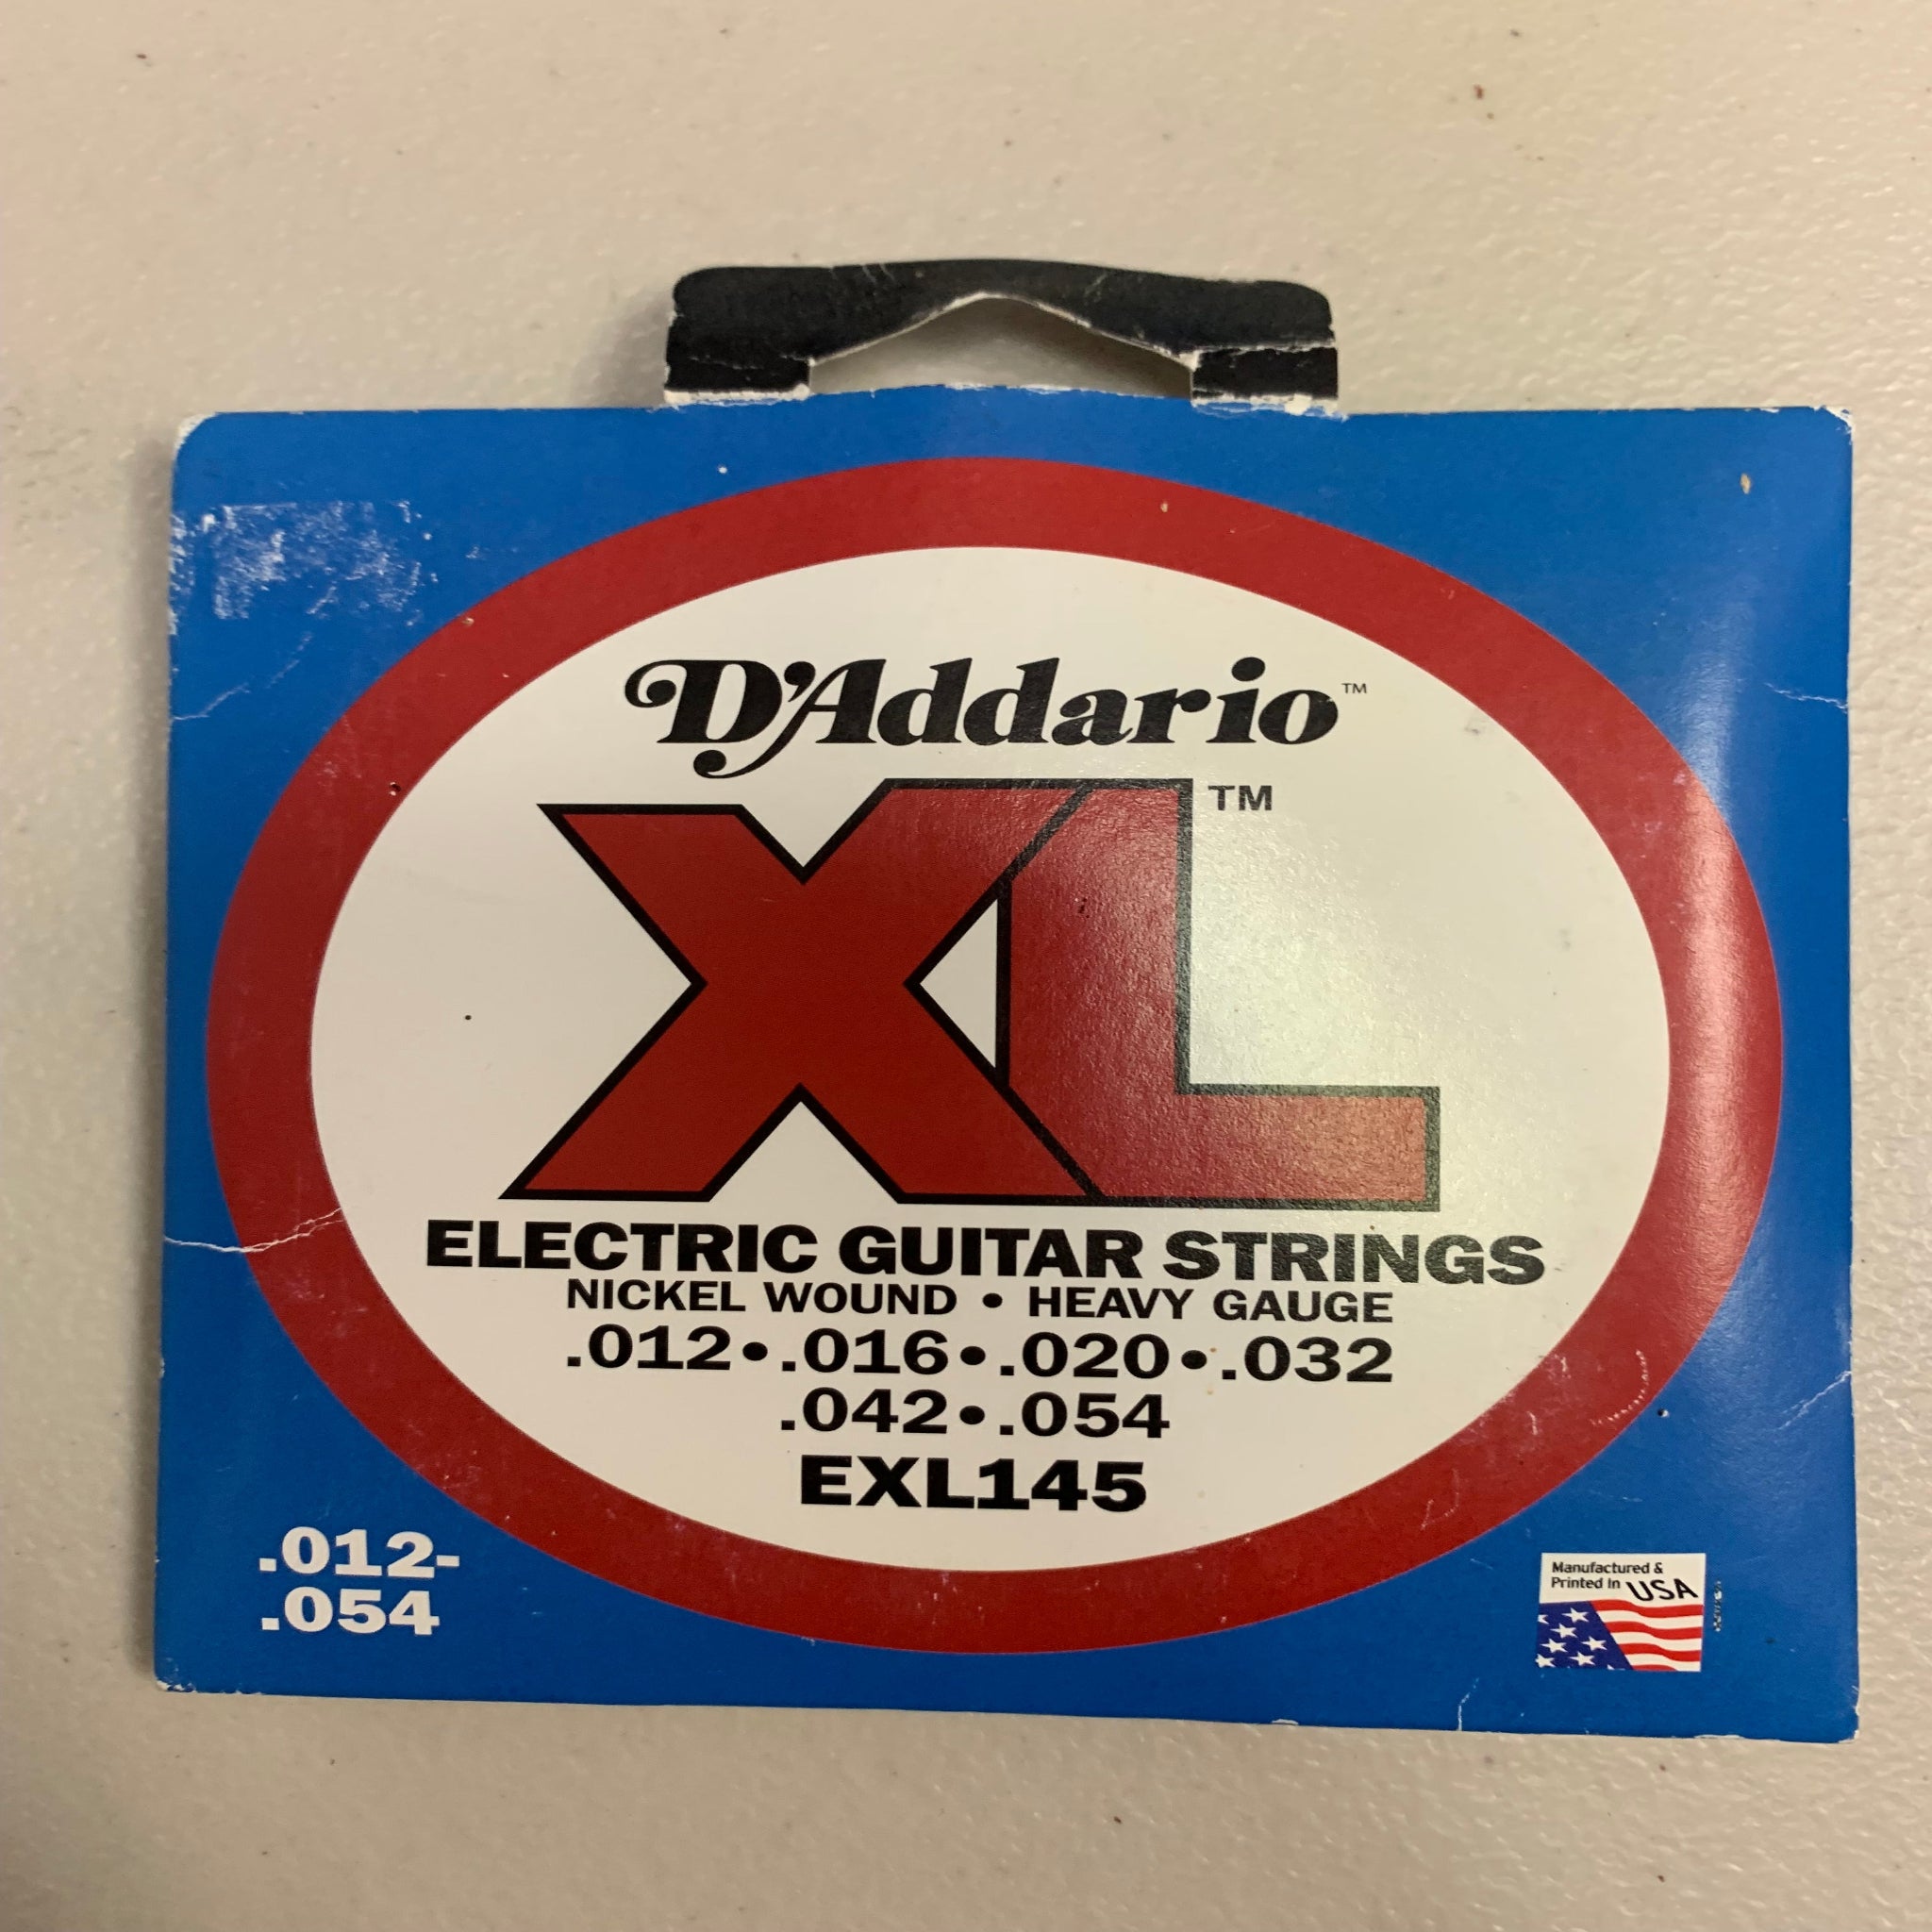 D'Addario™
XL™
ELECTRIC GUITAR STRINGS
NICKEL WOUND • HEAVY GAUGE
.012•.016•.020•.032
.042•.054
EXL145
.012-
.054
Manufactured &
Printed In USA